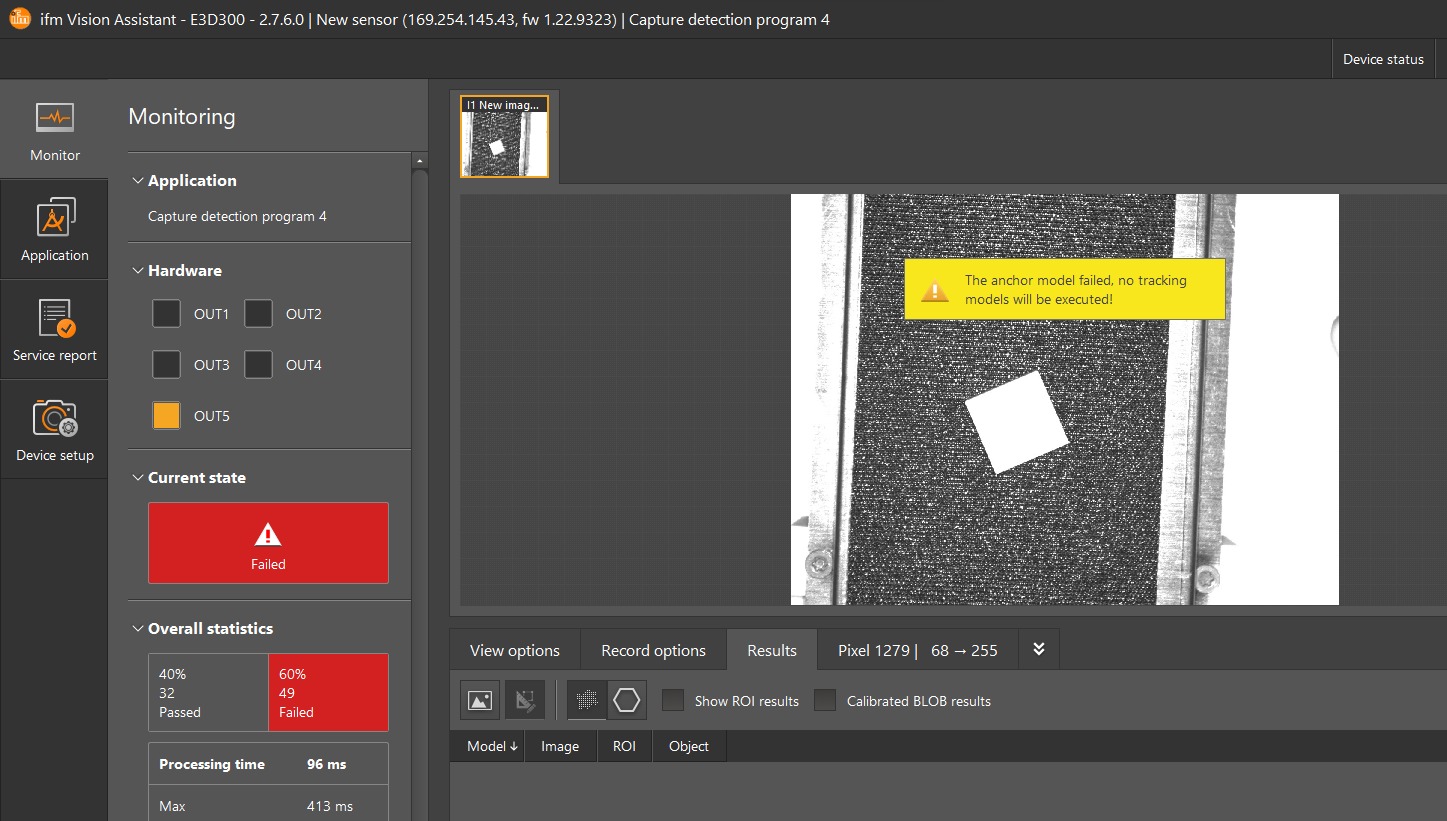 ifm Vision Assistant - E3D300 - 2.7.6.0 | New sensor (169.254.145.43, fw 1.22.9323) | Capture detection program 4
Device status
Monitor
Application
Service report
Device setup
Monitoring
Application
Capture detection program 4
Hardware
OUT1
OUT2
OUT3
OUT4
OUT5
Current state
Failed
Overall statistics
40%
32
Passed
60%
49
Failed
Processing time 96 ms
Max 413 ms
I1 New imag...
The anchor model failed, no tracking
models will be executed!
View options
Record options
Results
Pixel 1279 | 68 → 255
Show ROI results
Calibrated BLOB results
Model ↓
Image
ROI
Object